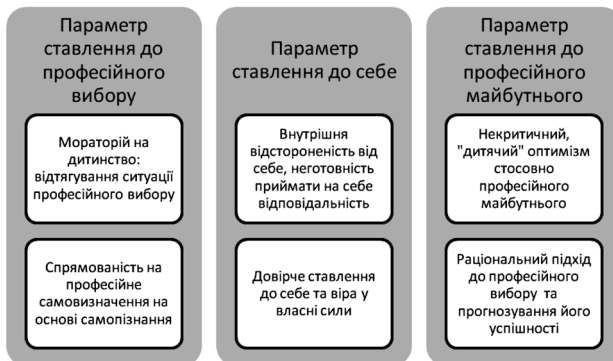 Параметр
ставлення до
професійного
вибору
Мораторій на
дитинство:
відтягування ситуації
професійного вибору
Спрямованість на
професійне
самовизначення на
основі самопізнання
Параметр
ставлення до себе
Внутрішня
відстороненість від
себе, неготовність
приймати на себе
відповідальність
Довірче ставлення
до себе та віра у
власні сили
Параметр
ставлення до
професійного
майбутнього
Некритичний,
"дитячий" оптимізм
стосовно
професійного
майбутнього
Раціональний підхід
до професійного
вибору та
прогнозування його
успішності